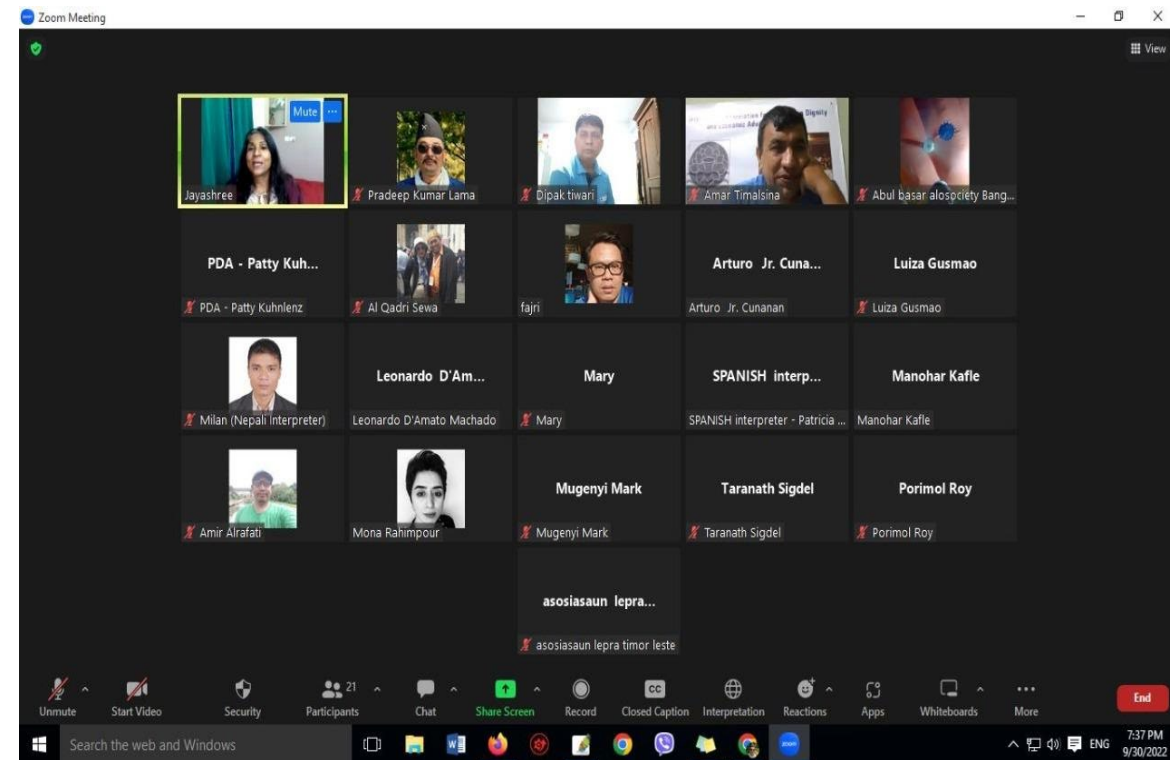 Zoom Meeting
View
Mute ...
Jayashree
Pradeep Kumar Lama
Dipak tiwari
Dignity
Amar Timalsina
Abul basar alosociety Bang...
PDA - Patty Kuh...
PDA - Patty Kuhnlenz
Al Qadri Sewa
fajri
Arturo Jr. Cuna...
Arturo Jr. Cunanan
Luiza Gusmao
Luiza Gusmao
Milan (Nepali Interpreter)
Leonardo D'Am...
Leonardo D'Amato Machado
Mary
Mary
SPANISH interp...
SPANISH interpreter - Patricia ...
Manohar Kafle
Manohar Kafle
Amir Alrafati
Mona Rahimpour
Mugenyi Mark
Mugenyi Mark
Taranath Sigdel
Taranath Sigdel
Porimol Roy
Porimol Roy
asosiasaun lepra...
asosiasaun lepra timor leste
Unmute
Start Video
Security
21
Participants
Chat
Share Screen
Record
CC
Closed Caption
Interpretation
Reactions
Apps
Whiteboards
More
End
Search the web and Windows
ENG
7:37 PM
9/30/2022